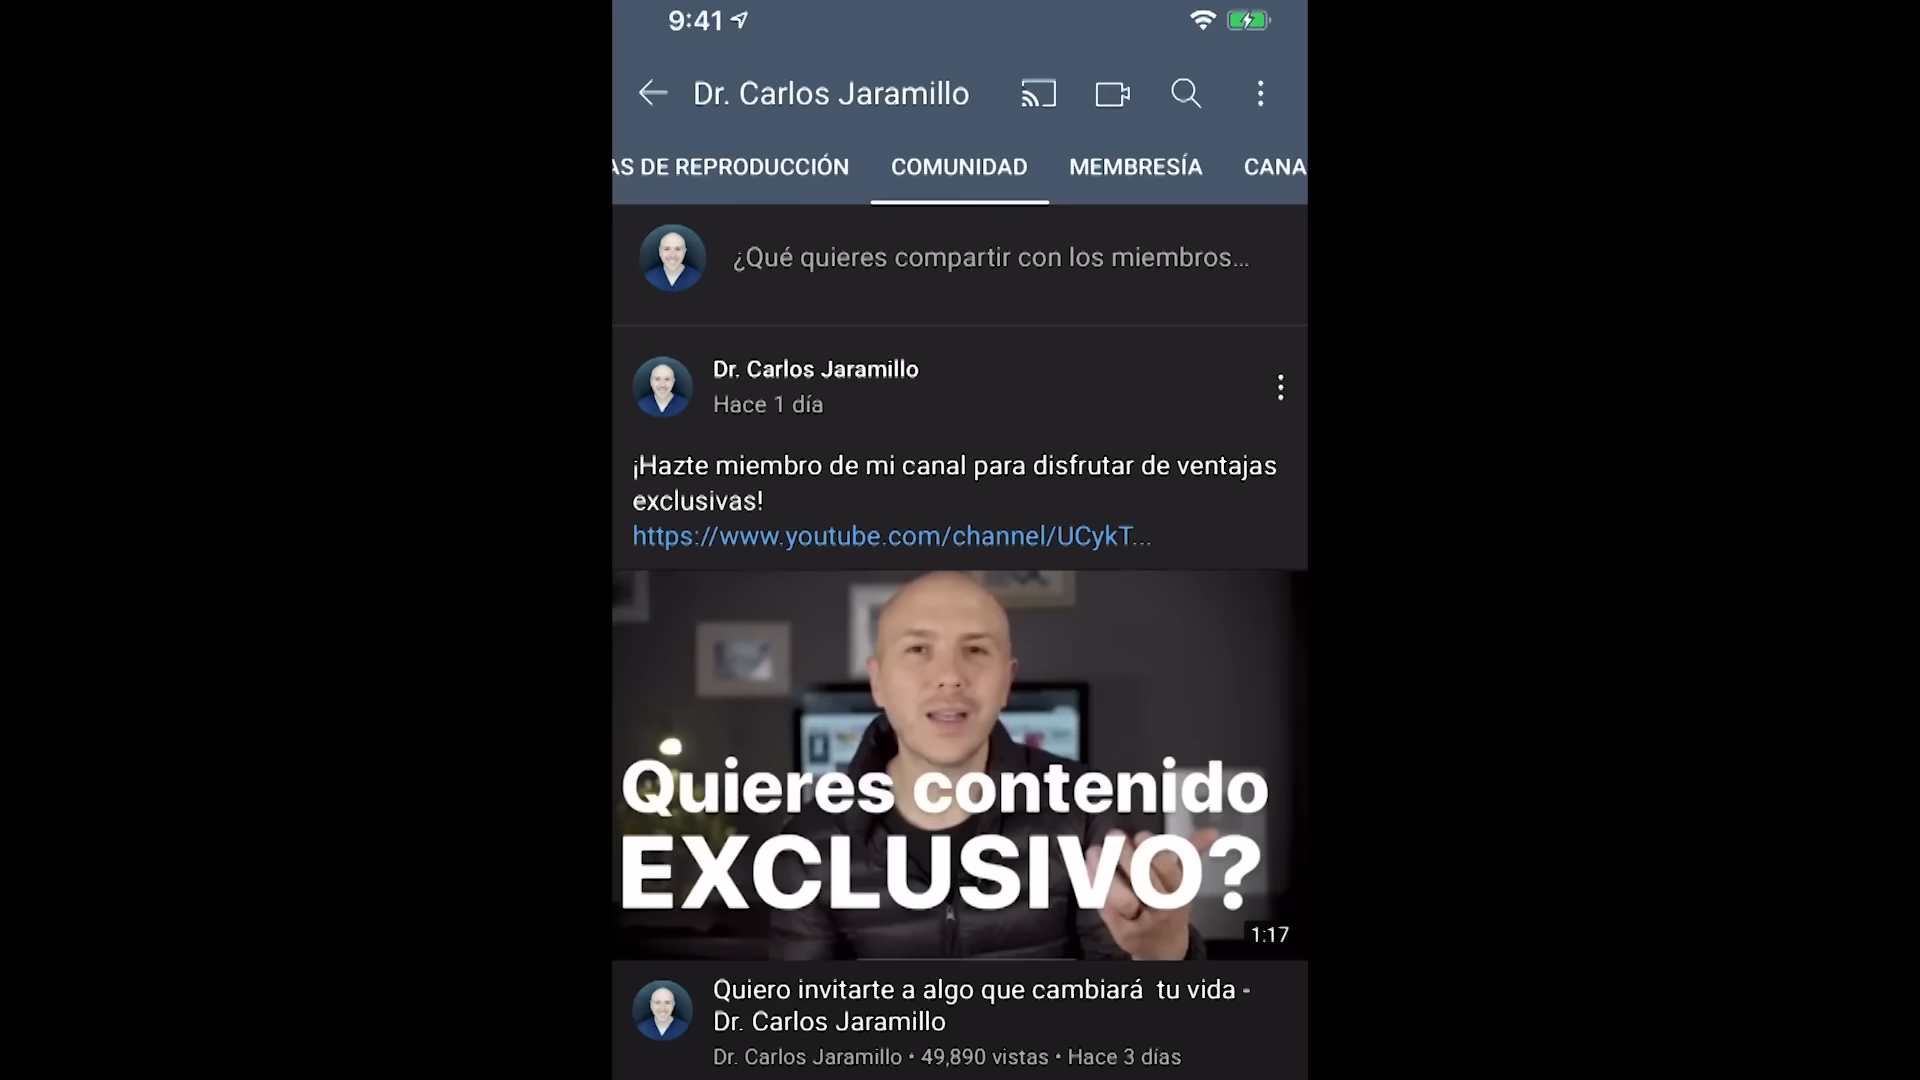 9:41
Dr. Carlos Jaramillo
AS DE REPRODUCCIÓN COMUNIDAD MEMBRESÍA CANA
¿Qué quieres compartir con los miembros...
Dr. Carlos Jaramillo
Hace 1 día
¡Hazte miembro de mi canal para disfrutar de ventajas
exclusivas!
https://www.youtube.com/channel/UCykT...
Quieres contenido
EXCLUSIVO?
1:17
Quiero invitarte a algo que cambiará tu vida -
Dr. Carlos Jaramillo
Dr. Carlos Jaramillo • 49,890 vistas • Hace 3 días